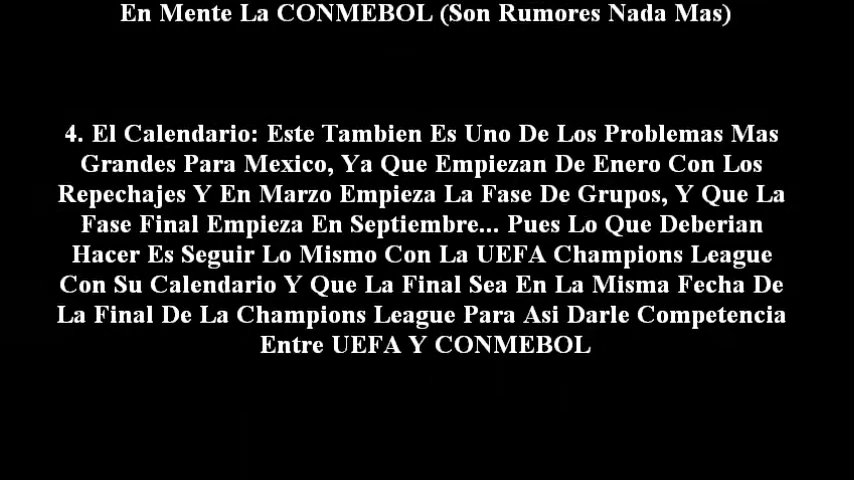 En Mente La CONMEBOL (Son Rumores Nada Mas)
4. El Calendario: Este Tambien Es Uno De Los Problemas Mas
Grandes Para Mexico, Ya Que Empiezan De Enero Con Los
Repechajes Y En Marzo Empieza La Fase De Grupos, Y Que La
Fase Final Empieza En Septiembre... Pues Lo Que Deberian
Hacer Es Seguir Lo Mismo Con La UEFA Champions League
Con Su Calendario Y Que La Final Sea En La Misma Fecha De
La Final De La Champions League Para Asi Darle Competencia
Entre UEFA Y CONMEBOL